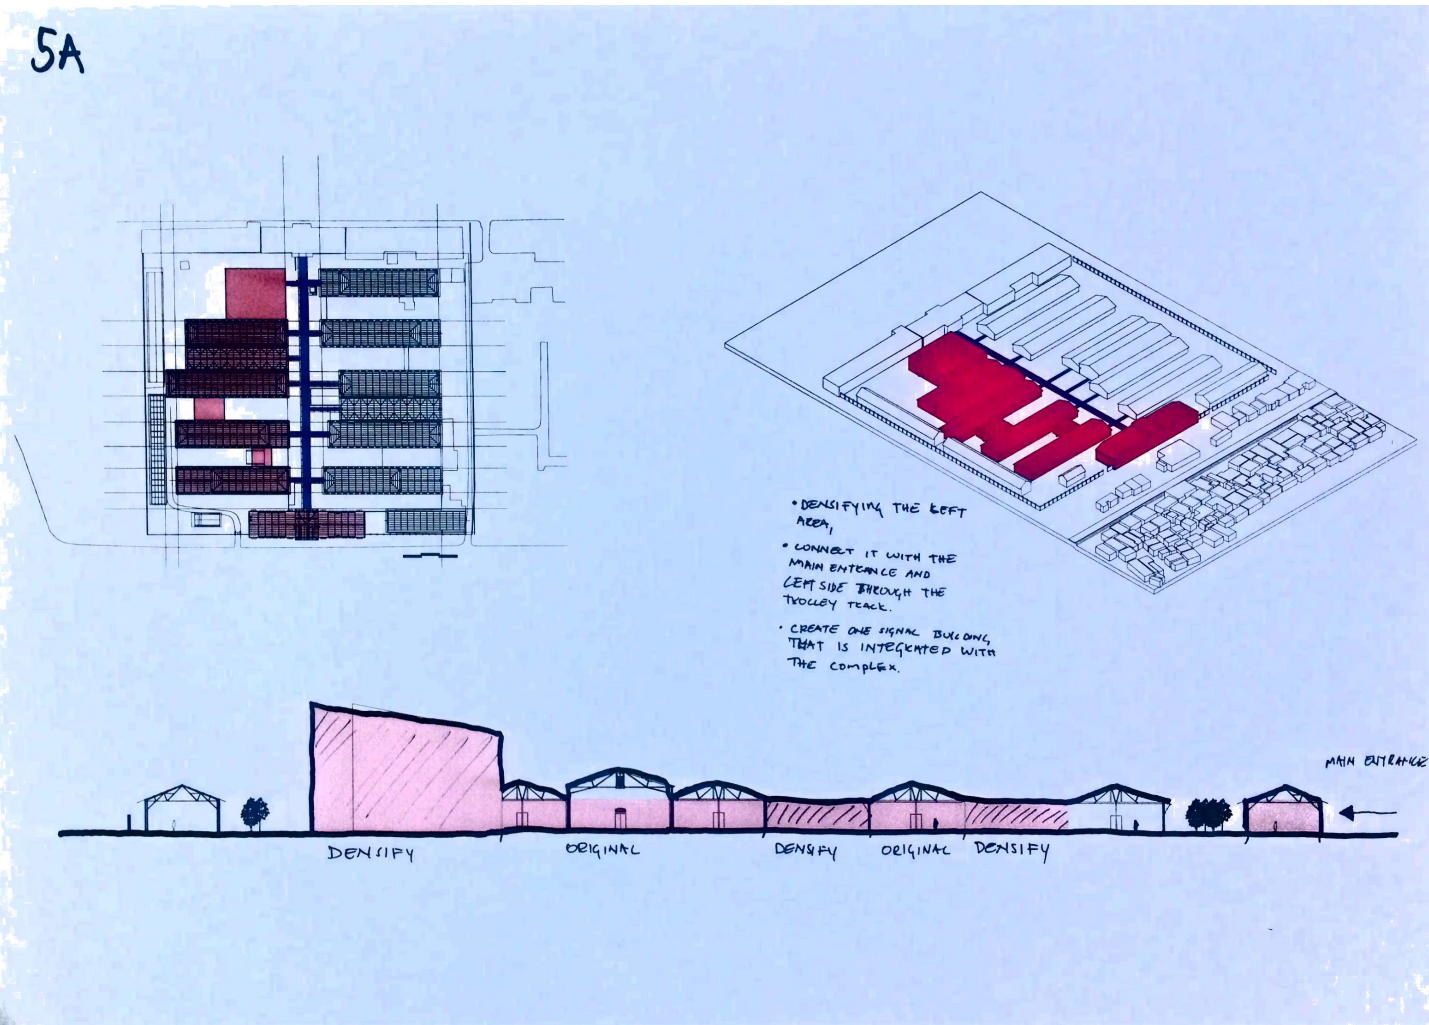 5A
• DENSIFYING THE LEFT
AREA,
• CONNECT IT WITH THE
MAIN ENTRANCE AND
LEFT SIDE THROUGH THE
TROLLEY TRACK.
• CREATE ONE SIGNAL BUILDING,
THAT IS INTEGRATED WITH
THE COMPLEX.
MAIN ENTRANCE
DENSIFY
ORIGINAL
DENSIFY
ORIGINAL
DENSIFY